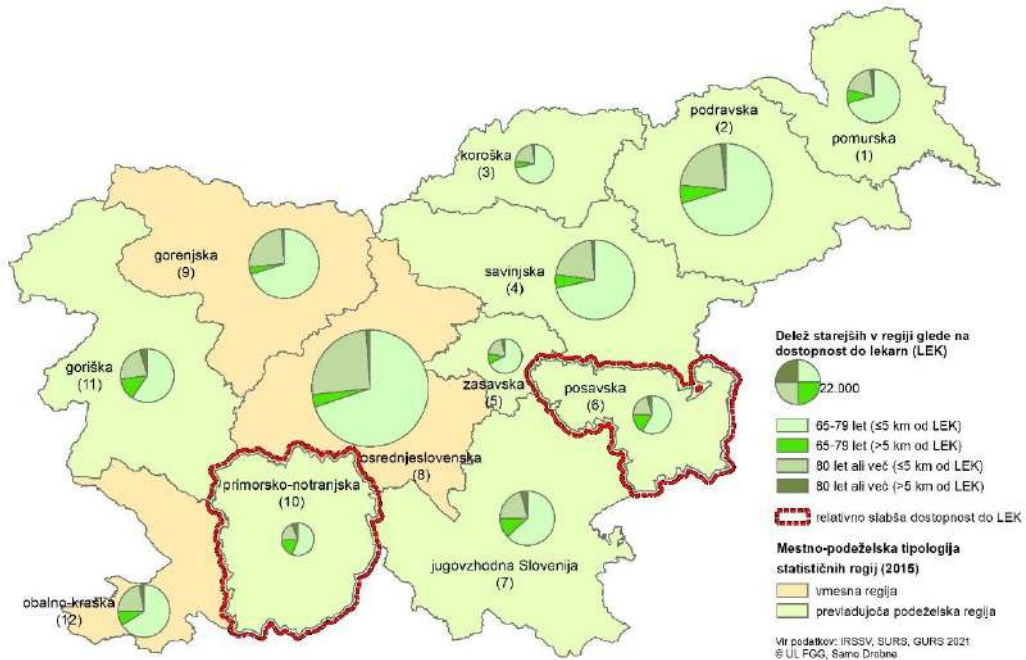 podravska
(2)
pomurska
(1)
koroška
(3)
gorenjska
(9)
savinjska
(4)
goriška
(11)
zasavska
(5)
posavska
(6)
osrednjeslovenska
(8)
primorsko-notranjska
(10)
jugovzhodna Slovenija
(7)
obalno-kraška
(12)
Delež starejših v regiji glede na
dostopnost do lekarn (LEK)
22.000
65-79 let (≤5 km od LEK)
65-79 let (>5 km od LEK)
80 let ali več (≤5 km od LEK)
80 let ali več (>5 km od LEK)
relativno slabša dostopnost do LEK
Mestno-podeželska tipologija
statističnih regij (2015)
vmesna regija
prevladujoča podeželska regija
Vir podatkov: IRSSV, SURS, GURS 2021
© UL FGG, Samo Drobne